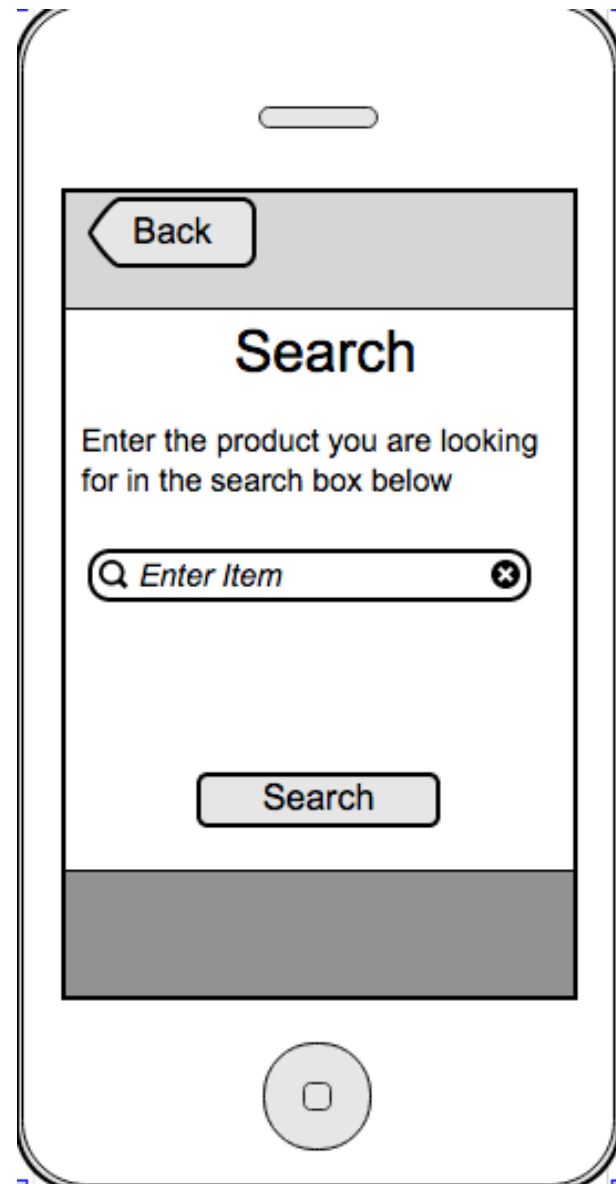 Back
Search
Enter the product you are looking
for in the search box below
Enter Item
Search